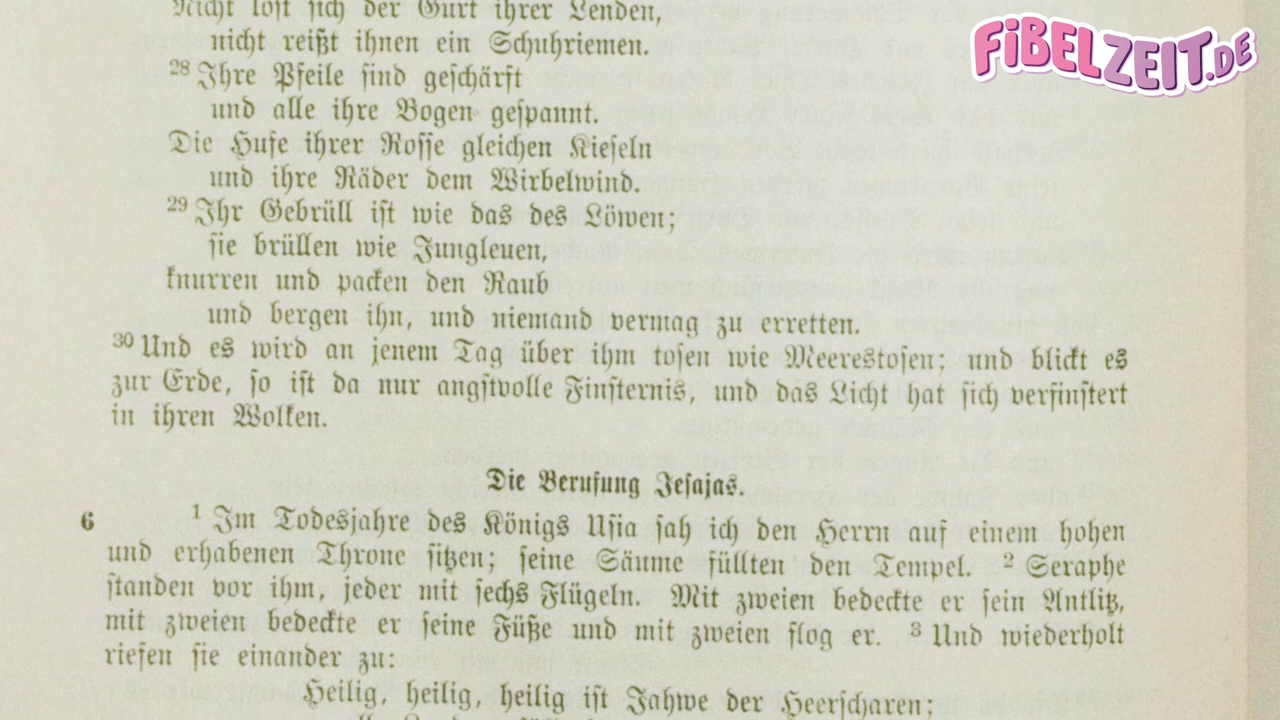 Nicht löst sich der Gurt ihrer Lenden,
nicht reißt ihnen ein Schuhriemen.
FiBELZEiT.DE
28 Ihre Pfeile sind geschärft
und alle ihre Bogen gespannt.
Die Hufe ihrer Rosse gleichen Kieseln
und ihre Räder dem Wirbelwind.
29 Ihr Gebrüll ist wie das des Löwen;
sie brüllen wie Jungleuen,
knurren und packen den Raub
und bergen ihn, und niemand vermag zu erretten.
30 Und es wird an jenem Tag über ihm tosen wie Meerestosen; und blickt es
zur Erde, so ist da nur angstvolle Finsternis, und das Licht hat sich verfinstert
in ihren Wolken.
Die Berufung Jesajas.
6 1 Im Todesjahre des Königs Usia sah ich den Herrn auf einem hohen
und erhabenen Throne sitzen; seine Säume füllten den Tempel. 2 Seraphe
standen vor ihm, jeder mit sechs Flügeln. Mit zweien bedeckte er sein Antlitz,
mit zweien bedeckte er seine Füße und mit zweien flog er. 3 Und wiederholt
riefen sie einander zu:
Heilig, heilig, heilig ist Jahwe der Heerscharen;